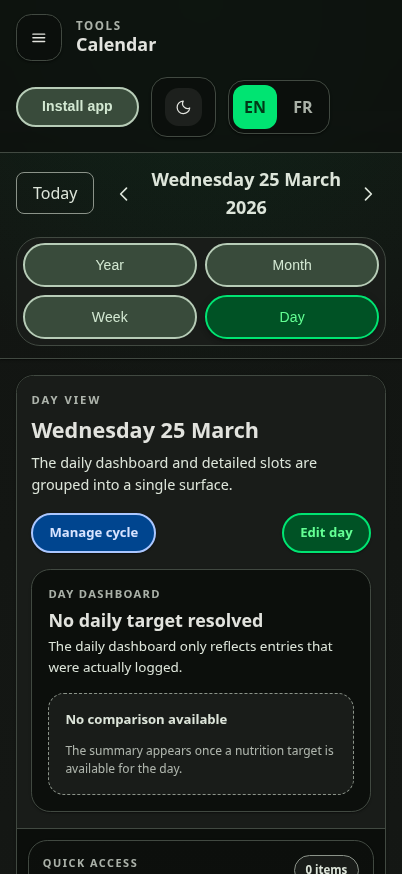 TOOLS
Calendar
Install app
EN
FR
Today
Wednesday 25 March
2026
Year
Month
Week
Day
DAY VIEW
Wednesday 25 March
The daily dashboard and detailed slots are
grouped into a single surface.
Manage cycle
Edit day
DAY DASHBOARD
No daily target resolved
The daily dashboard only reflects entries that
were actually logged.
No comparison available
The summary appears once a nutrition target is
available for the day.
QUICK ACCESS
0 items